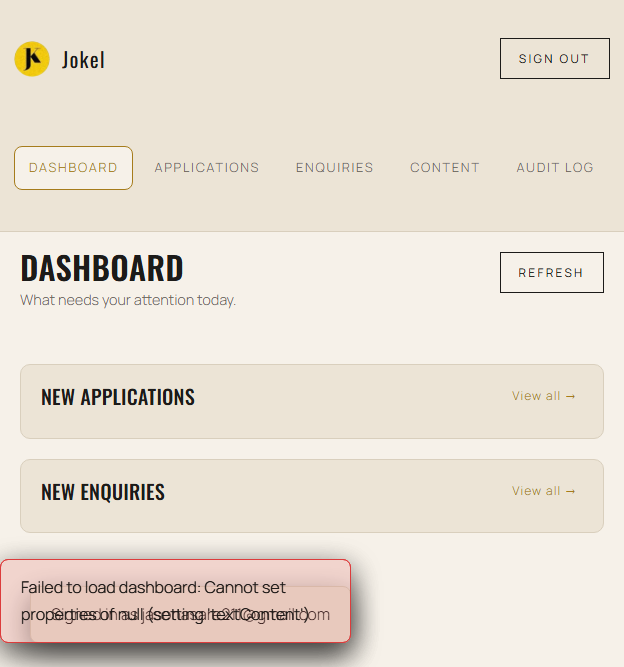 Jokel
SIGN OUT
DASHBOARD
APPLICATIONS
ENQUIRIES
CONTENT
AUDIT LOG
DASHBOARD
REFRESH
What needs your attention today.
NEW APPLICATIONS
View all →
NEW ENQUIRIES
View all →
Failed to load dashboard: Cannot set
properties of null (setting 'textContent')